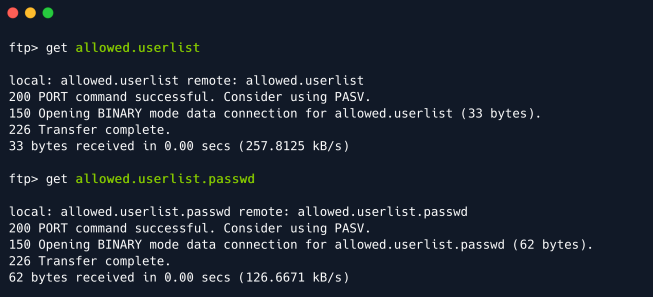 ftp> get allowed.userlist
local: allowed.userlist remote: allowed.userlist
200 PORT command successful. Consider using PASV.
150 Opening BINARY mode data connection for allowed.userlist (33 bytes).
226 Transfer complete.
33 bytes received in 0.00 secs (257.8125 kB/s)
ftp> get allowed.userlist.passwd
local: allowed.userlist.passwd remote: allowed.userlist.passwd
200 PORT command successful. Consider using PASV.
150 Opening BINARY mode data connection for allowed.userlist.passwd (62 bytes).
226 Transfer complete.
62 bytes received in 0.00 secs (126.6671 kB/s)